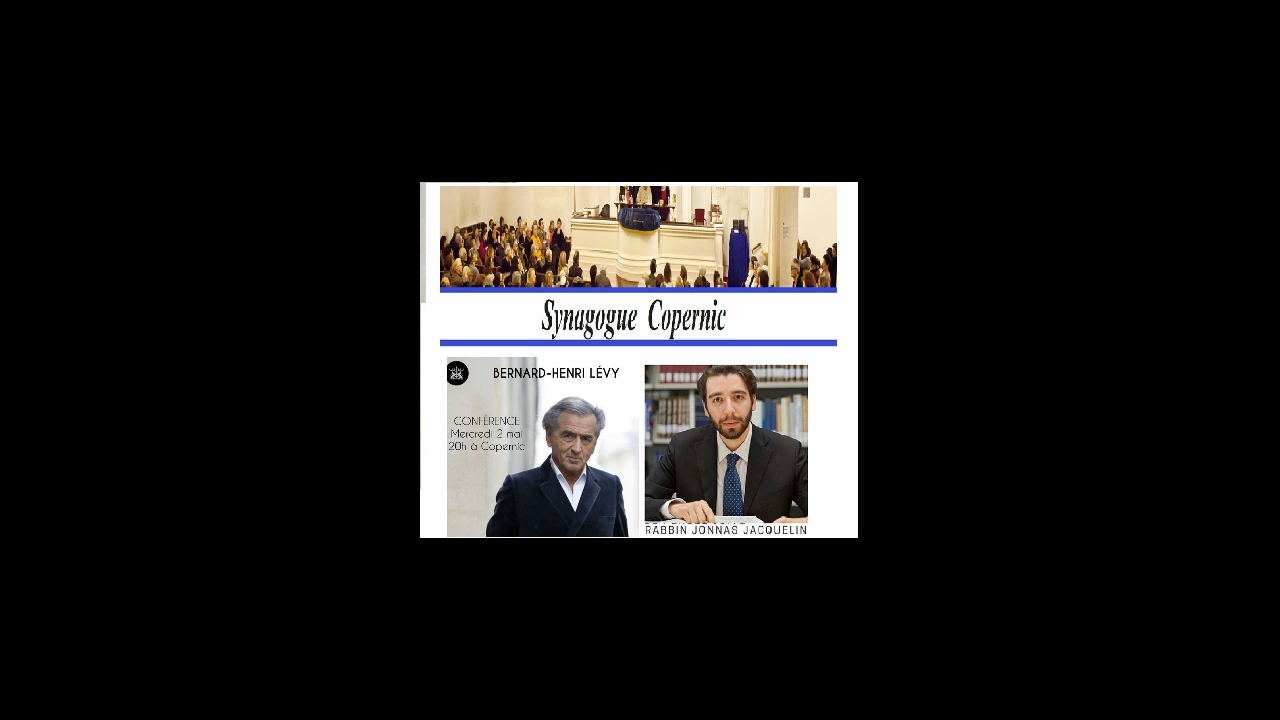 Synagogue Copernic
BERNARD-HENRI LÉVY
CONFÉRENCE
Mercredi 2 mai
20h à Copernic
RABBIN JONNAS JACQUELIN